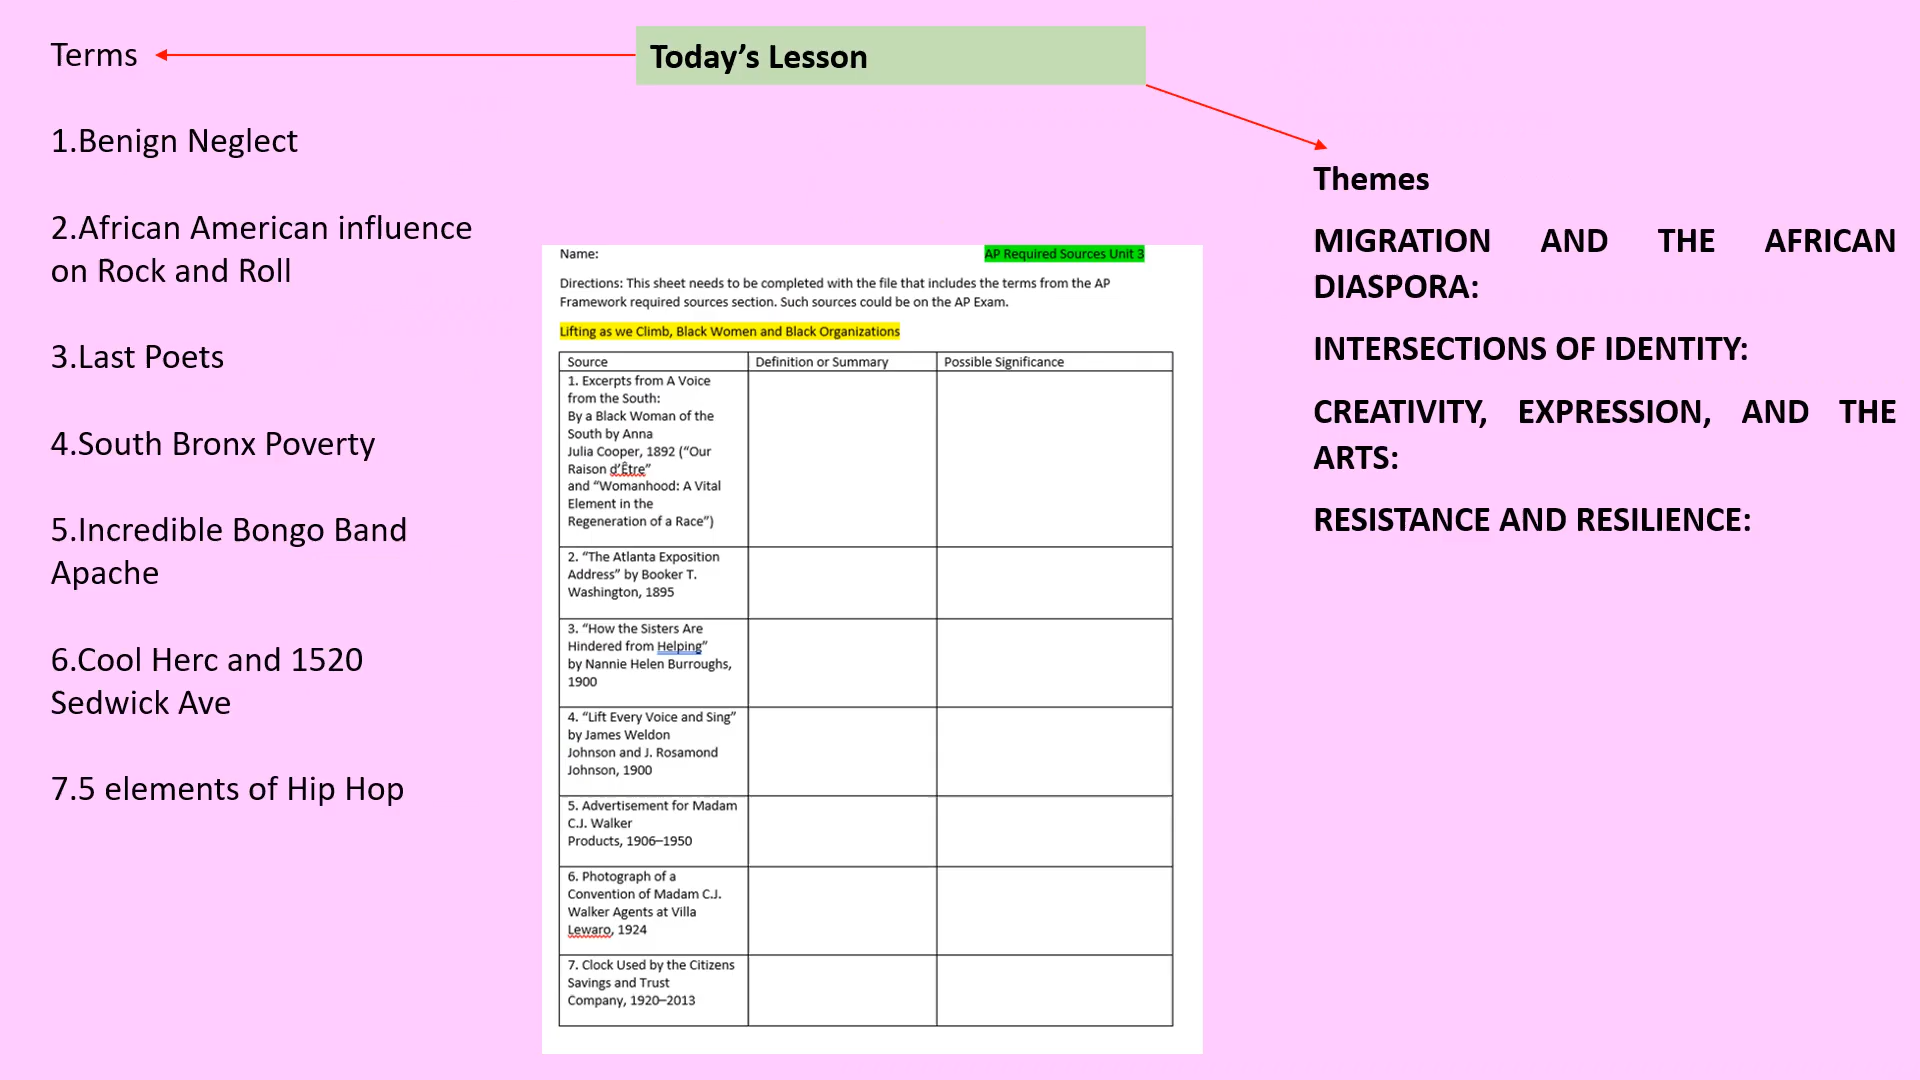 Today’s Lesson
Terms
1.Benign Neglect
2.African American influence
on Rock and Roll
3.Last Poets
4.South Bronx Poverty
5.Incredible Bongo Band
Apache
6.Cool Herc and 1520
Sedwick Ave
7.5 elements of Hip Hop
Name:
AP Required Sources Unit 3
Directions: This sheet needs to be completed with the file that includes the terms from the AP
Framework required sources section. Such sources could be on the AP Exam.
Lifting as we Climb, Black Women and Black Organizations
Source
Definition or Summary
Possible Significance
1. Excerpts from A Voice
from the South:
By a Black Woman of the
South by Anna
Julia Cooper, 1892 (“Our
Raison d’Être”
and “Womanhood: A Vital
Element in the
Regeneration of a Race”)
2. “The Atlanta Exposition
Address” by Booker T.
Washington, 1895
3. “How the Sisters Are
Hindered from Helping”
by Nannie Helen Burroughs,
1900
4. “Lift Every Voice and Sing”
by James Weldon
Johnson and J. Rosamond
Johnson, 1900
5. Advertisement for Madam
C.J. Walker
Products, 1906–1950
6. Photograph of a
Convention of Madam C.J.
Walker Agents at Villa
Lewaro, 1924
7. Clock Used by the Citizens
Savings and Trust
Company, 1920–2013
Themes
MIGRATION AND THE AFRICAN
DIASPORA:
INTERSECTIONS OF IDENTITY:
CREATIVITY, EXPRESSION, AND THE
ARTS:
RESISTANCE AND RESILIENCE: